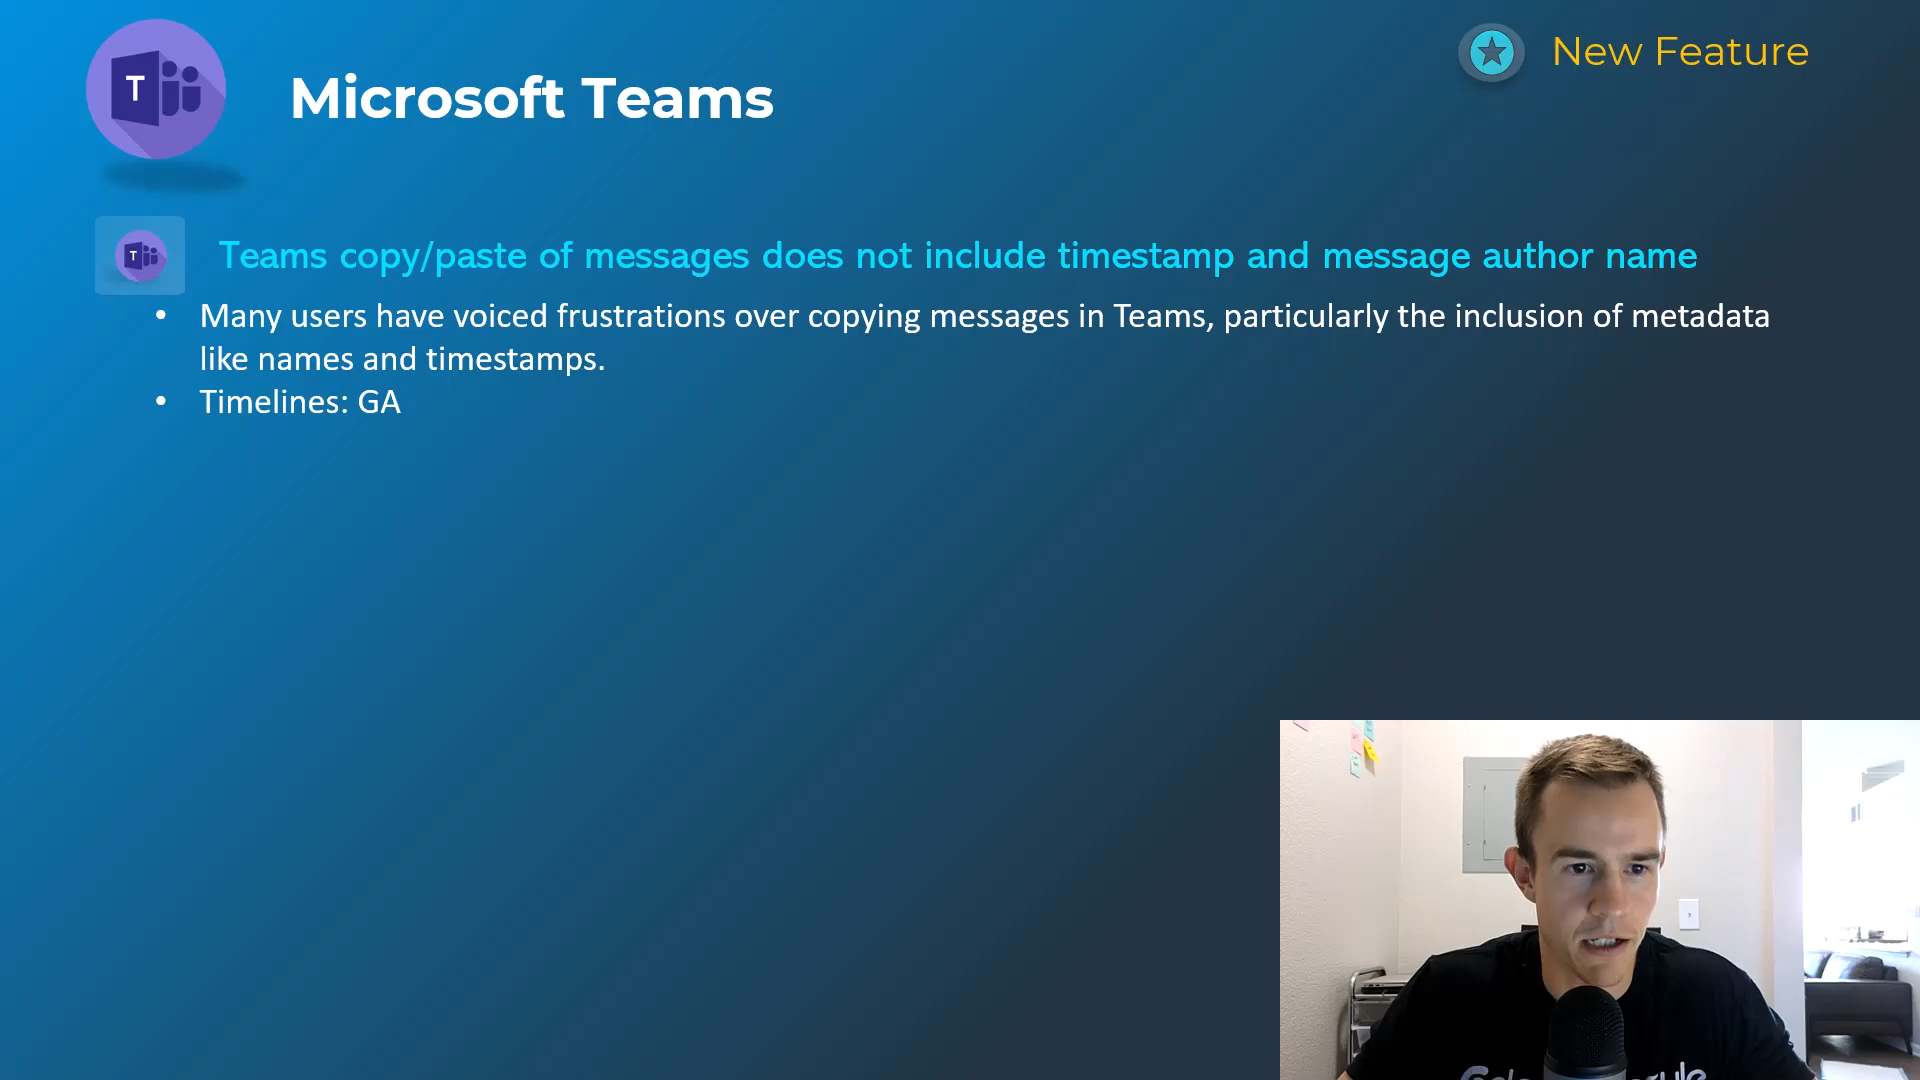 T
Microsoft Teams
New Feature
T
Teams copy/paste of messages does not include timestamp and message author name
• Many users have voiced frustrations over copying messages in Teams, particularly the inclusion of metadata
like names and timestamps.
• Timelines: GA